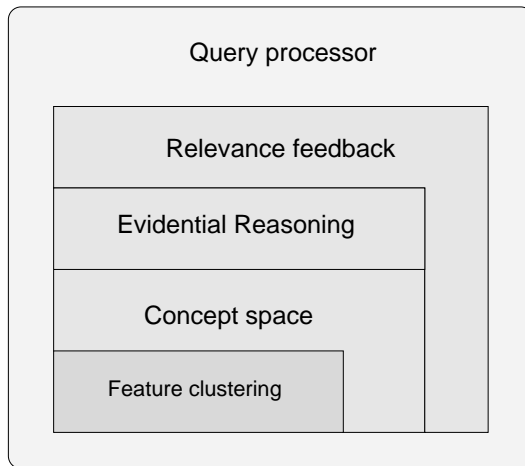 Query processor
Relevance feedback
Evidential Reasoning
Concept space
Feature clustering